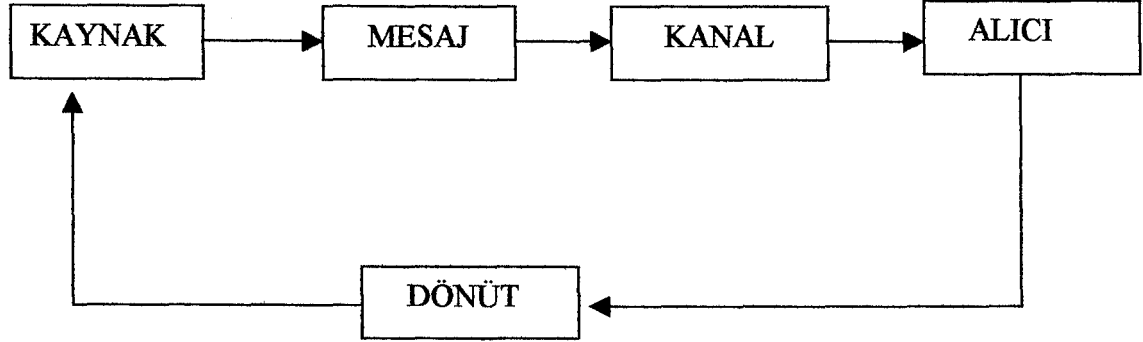 KAYNAK
MESAJ
KANAL
ALICI
DÖNÜT